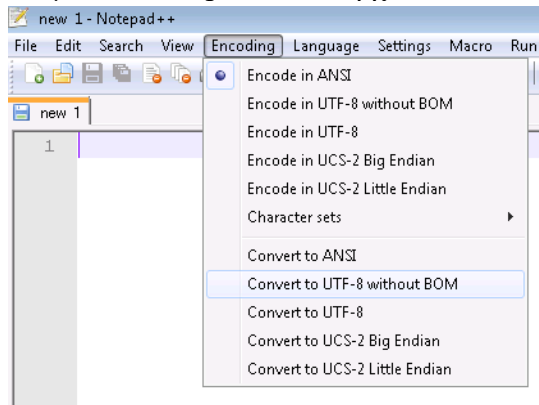 new 1 - Notepad++
File Edit Search View Encoding Language Settings Macro Run
new 1
1
Encode in ANSI
Encode in UTF-8 without BOM
Encode in UTF-8
Encode in UCS-2 Big Endian
Encode in UCS-2 Little Endian
Character sets
Convert to ANSI
Convert to UTF-8 without BOM
Convert to UTF-8
Convert to UCS-2 Big Endian
Convert to UCS-2 Little Endian